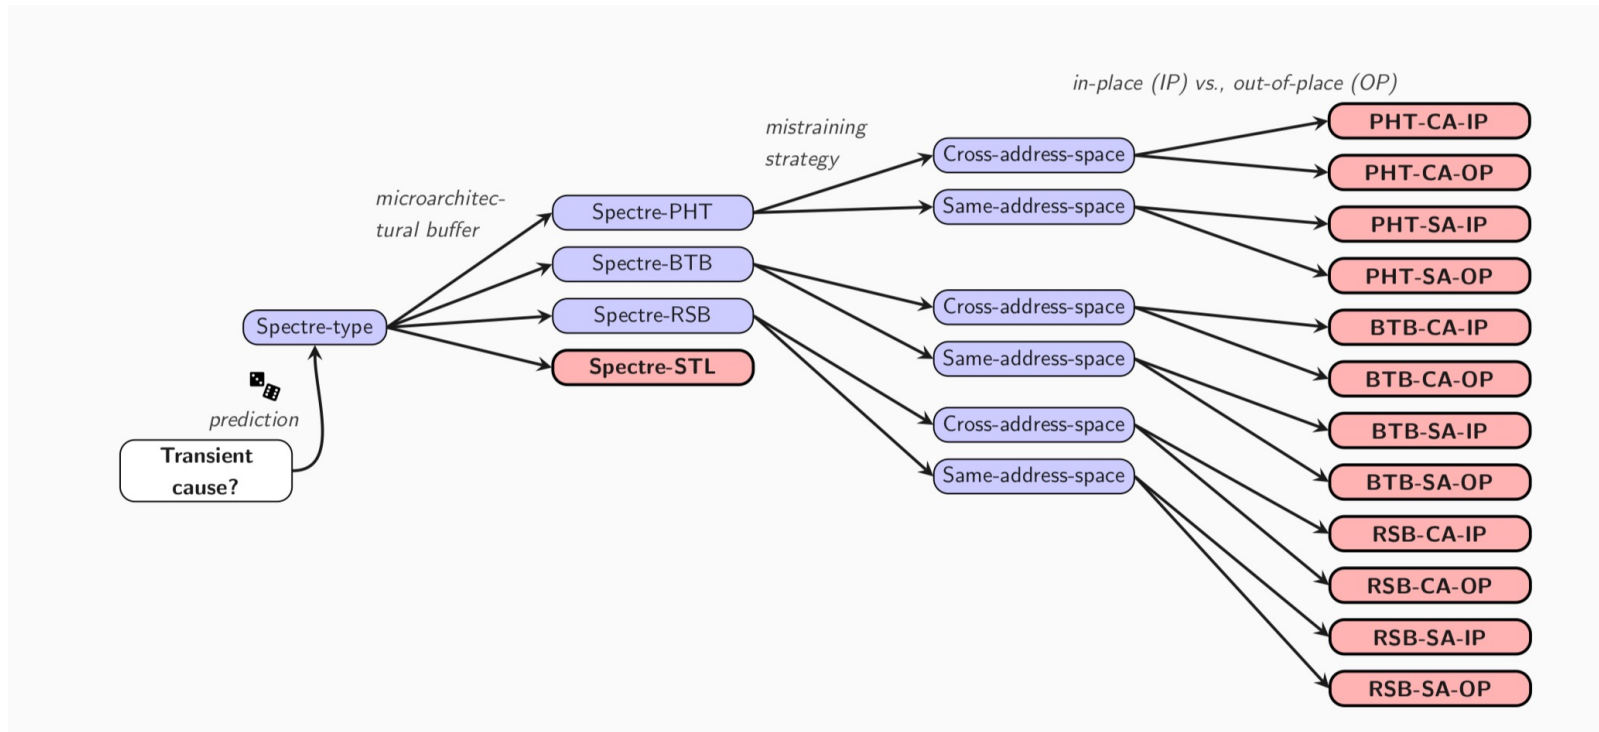 in-place (IP) vs., out-of-place (OP)
mistraining
strategy
microarchitec-
tural buffer
prediction
Transient
cause?
Spectre-type
Spectre-PHT
Spectre-BTB
Spectre-RSB
Spectre-STL
Cross-address-space
Same-address-space
Cross-address-space
Same-address-space
Cross-address-space
Same-address-space
PHT-CA-IP
PHT-CA-OP
PHT-SA-IP
PHT-SA-OP
BTB-CA-IP
BTB-CA-OP
BTB-SA-IP
BTB-SA-OP
RSB-CA-IP
RSB-CA-OP
RSB-SA-IP
RSB-SA-OP